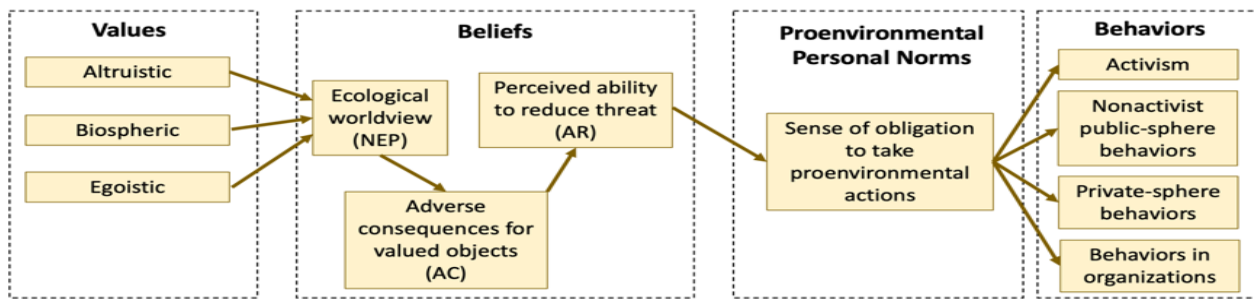 Values
Altruistic
Biospheric
Egoistic
Beliefs
Ecological
worldview
(NEP)
Adverse
consequences for
valued objects
(AC)
Perceived ability
to reduce threat
(AR)
Proenvironmental
Personal Norms
Sense of obligation
to take
proenvironmental
actions
Behaviors
Activism
Nonactivist
public-sphere
behaviors
Private-sphere
behaviors
Behaviors in
organizations